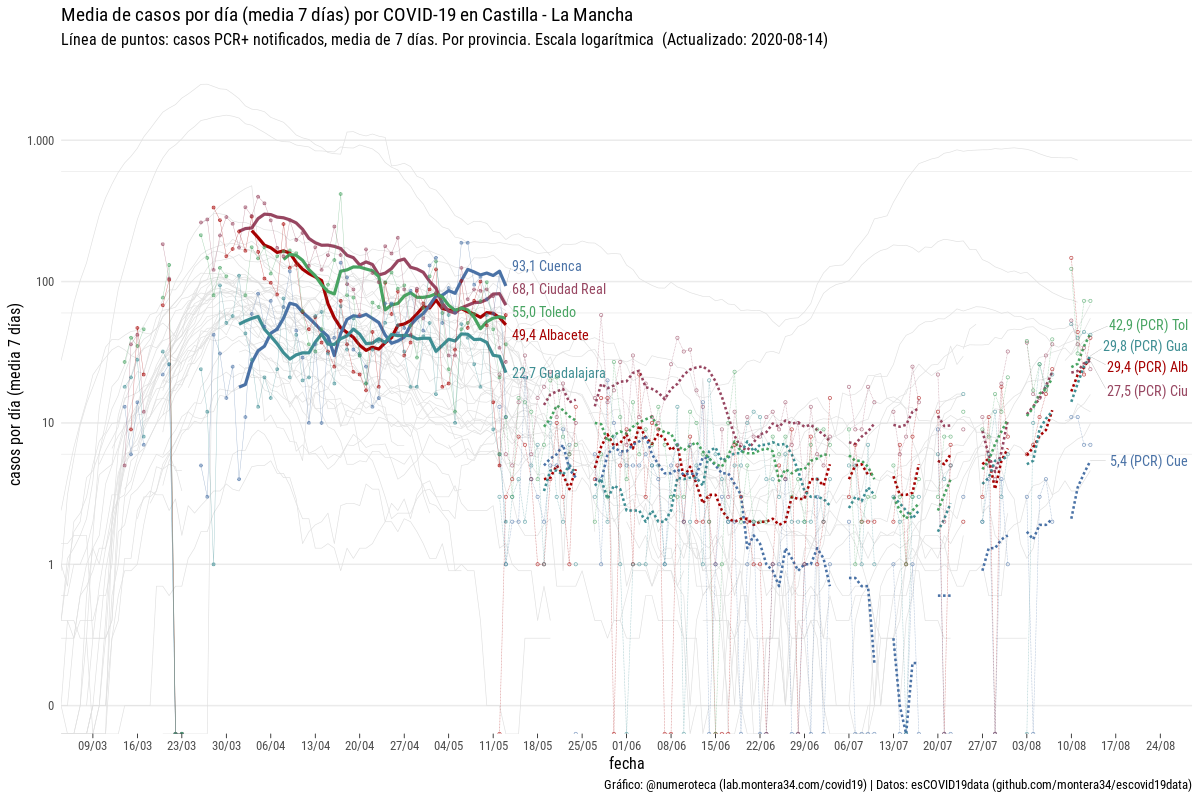 Media de casos por día (media 7 días) por COVID-19 en Castilla - La Mancha
Línea de puntos: casos PCR+ notificados, media de 7 días. Por provincia. Escala logarítmica (Actualizado: 2020-08-14)
casos por día (media 7 días)
1.000
100
10
1
0
93,1 Cuenca
68,1 Ciudad Real
55,0 Toledo
49,4 Albacete
22,7 Guadalajara
42,9 (PCR) Tol
29,8 (PCR) Gua
29,4 (PCR) Alb
27,5 (PCR) Ciu
5,4 (PCR) Cue
09/03 16/03 23/03 30/03 06/04 13/04 20/04 27/04 04/05 11/05 18/05 25/05 01/06 08/06 15/06 22/06 29/06 06/07 13/07 20/07 27/07 03/08 10/08 17/08 24/08
fecha
Gráfico: @numeroteca (lab.montera34.com/covid19) | Datos: esCOVID19data (github.com/montera34/escovid19data)